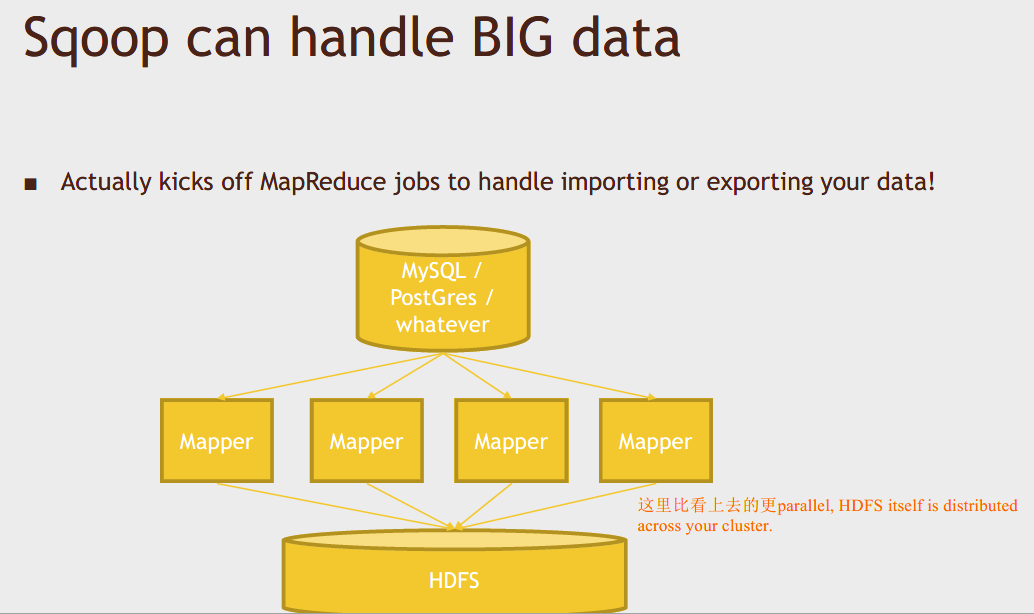 Sqoop can handle BIG data
▪ Actually kicks off MapReduce jobs to handle importing or exporting your data!
MySQL /
PostGres /
whatever
Mapper Mapper Mapper Mapper
这里比看上去的更parallel, HDFS itself is distributed
across your cluster.
HDFS